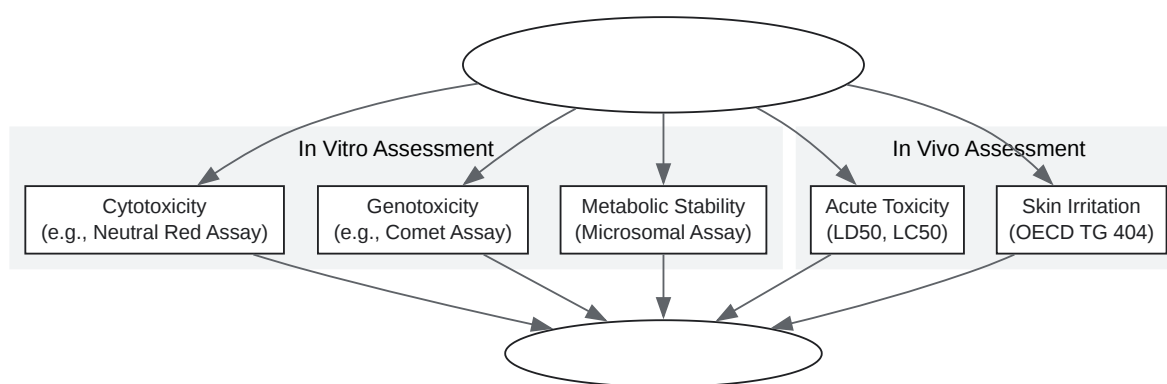 In Vitro Assessment
In Vivo Assessment
Cytotoxicity
(e.g., Neutral Red Assay)
Genotoxicity
(e.g., Comet Assay)
Metabolic Stability
(Microsomal Assay)
Acute Toxicity
(LD50, LC50)
Skin Irritation
(OECD TG 404)